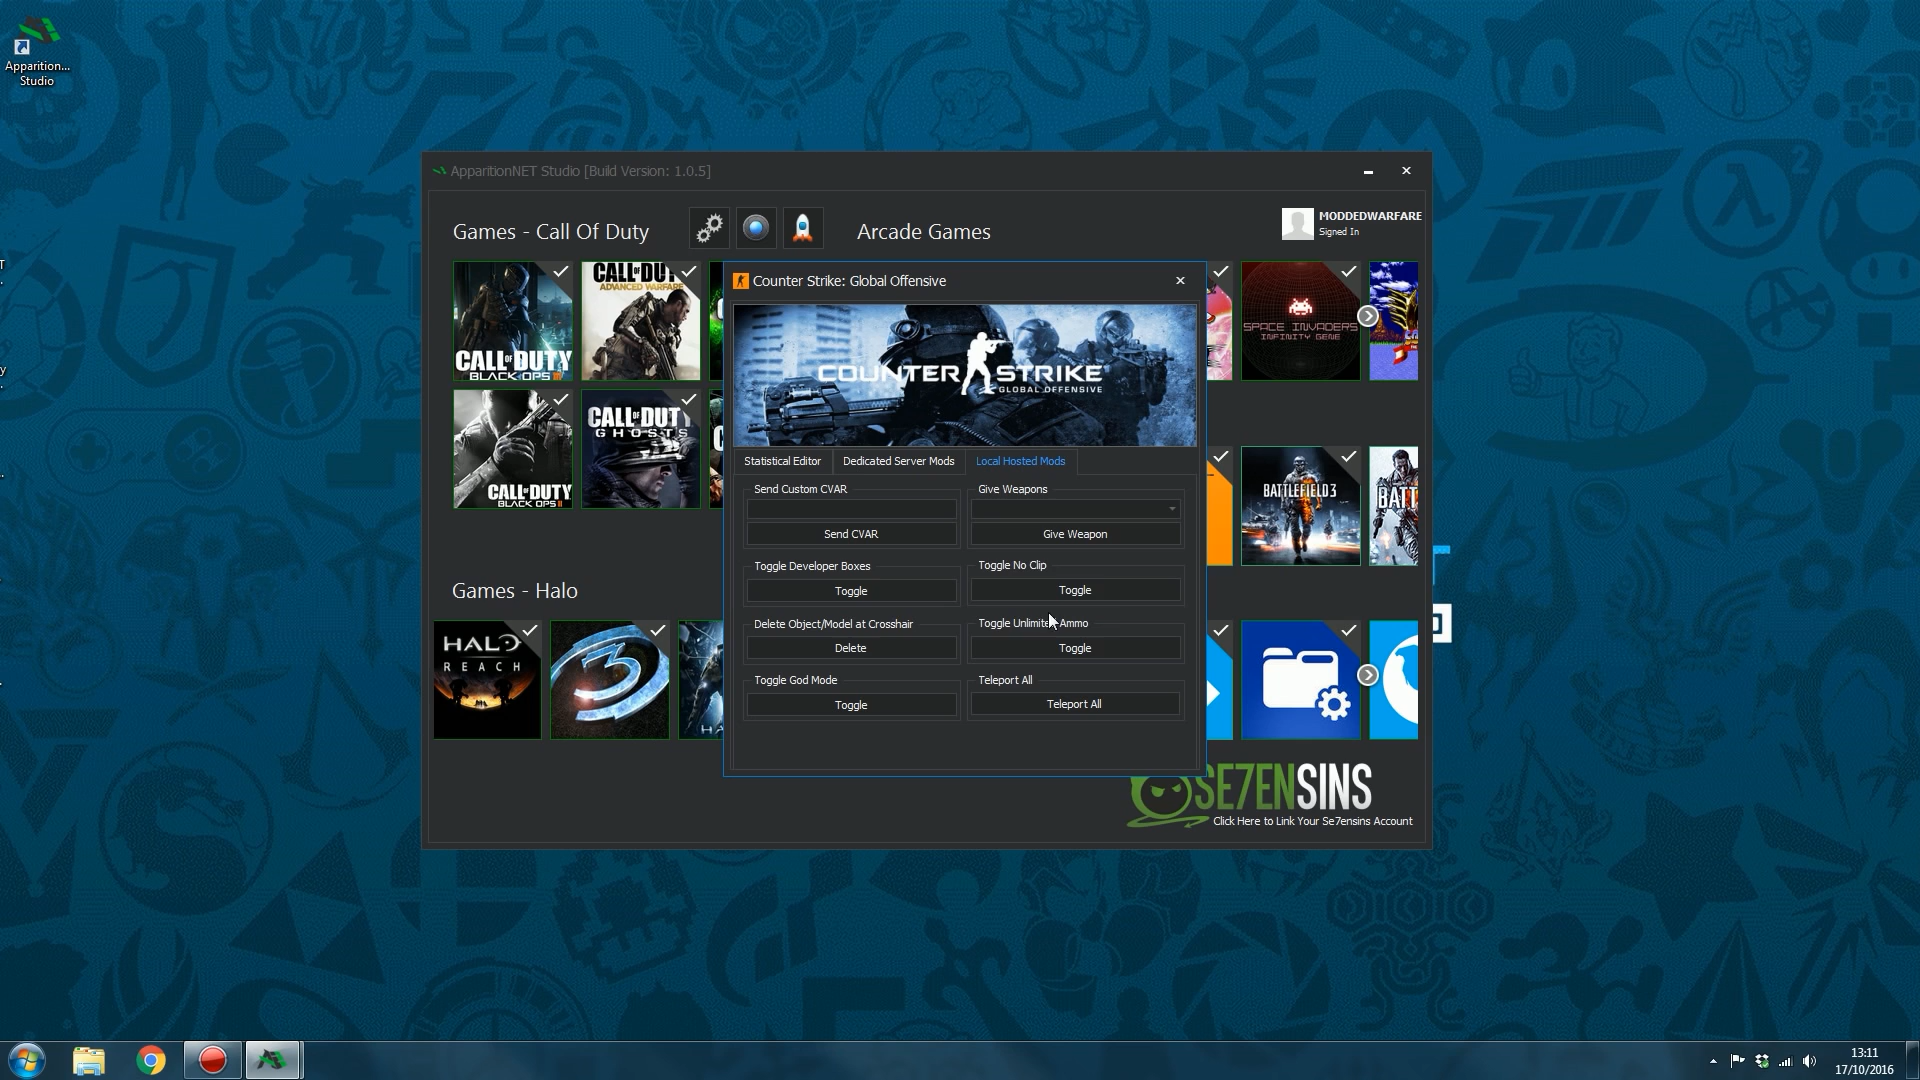 Apparition...
Studio
ApparitionNET Studio [Build Version: 1.0.5]
Games - Call Of Duty
Arcade Games
MODDEDWARFARE
Signed In
CALL OF DUTY
BLACK OPS III
CALL OF DUTY
ADVANCED WARFARE
SPACE INVADERS
INFINITY GENE
CALL OF DUTY
BLACK OPS II
CALL OF DUTY
GHOSTS
Counter Strike: Global Offensive
COUNTER STRIKE
GLOBAL OFFENSIVE
Statistical Editor
Dedicated Server Mods
Local Hosted Mods
Send Custom CVAR
Give Weapons
Send CVAR
Give Weapon
Toggle Developer Boxes
Toggle No Clip
Toggle
Toggle
Delete Object/Model at Crosshair
Toggle Unlimited Ammo
Delete
Toggle
Toggle God Mode
Teleport All
Toggle
Teleport All
BATTLEFIELD 3
BATT
Games - Halo
HALO
REACH
3
HA
SE7ENSINS
Click Here to Link Your Se7ensins Account
13:11
17/10/2016